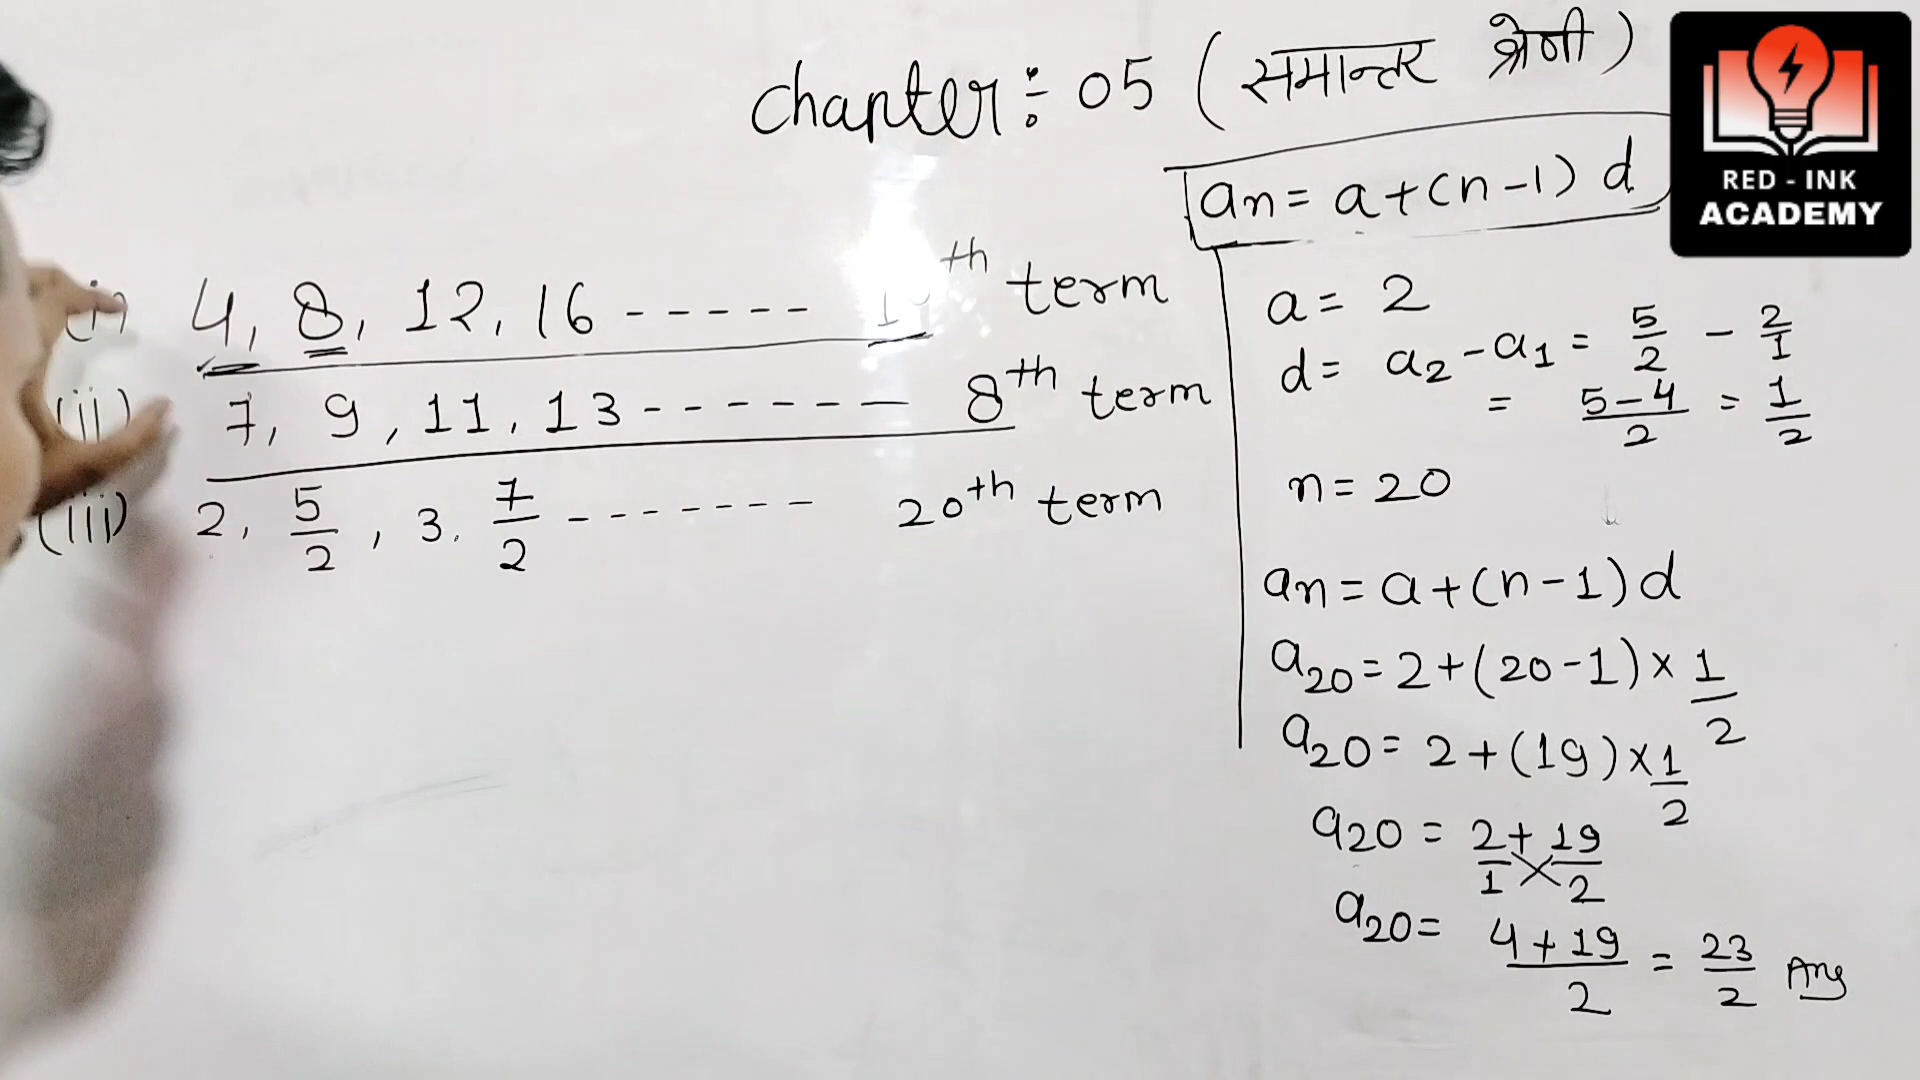 chapter:- 05 (समान्तर श्रेणी)
an = a + (n-1) d
RED - INK
ACADEMY
(i) 4, 8, 12, 16 ----- th term
(ii) 7, 9, 11, 13 ------- 8th term
(iii) 2, 5/2, 3, 7/2 ------- 20th term
a = 2
d = a2 - a1 = 5/2 - 2/1
= 5-4/2 = 1/2
n = 20
an = a + (n-1) d
a20 = 2 + (20-1) × 1/2
a20 = 2 + (19) × 1/2
a20 = 2/1 + 19/2
a20 = 4+19/2 = 23/2 Ans